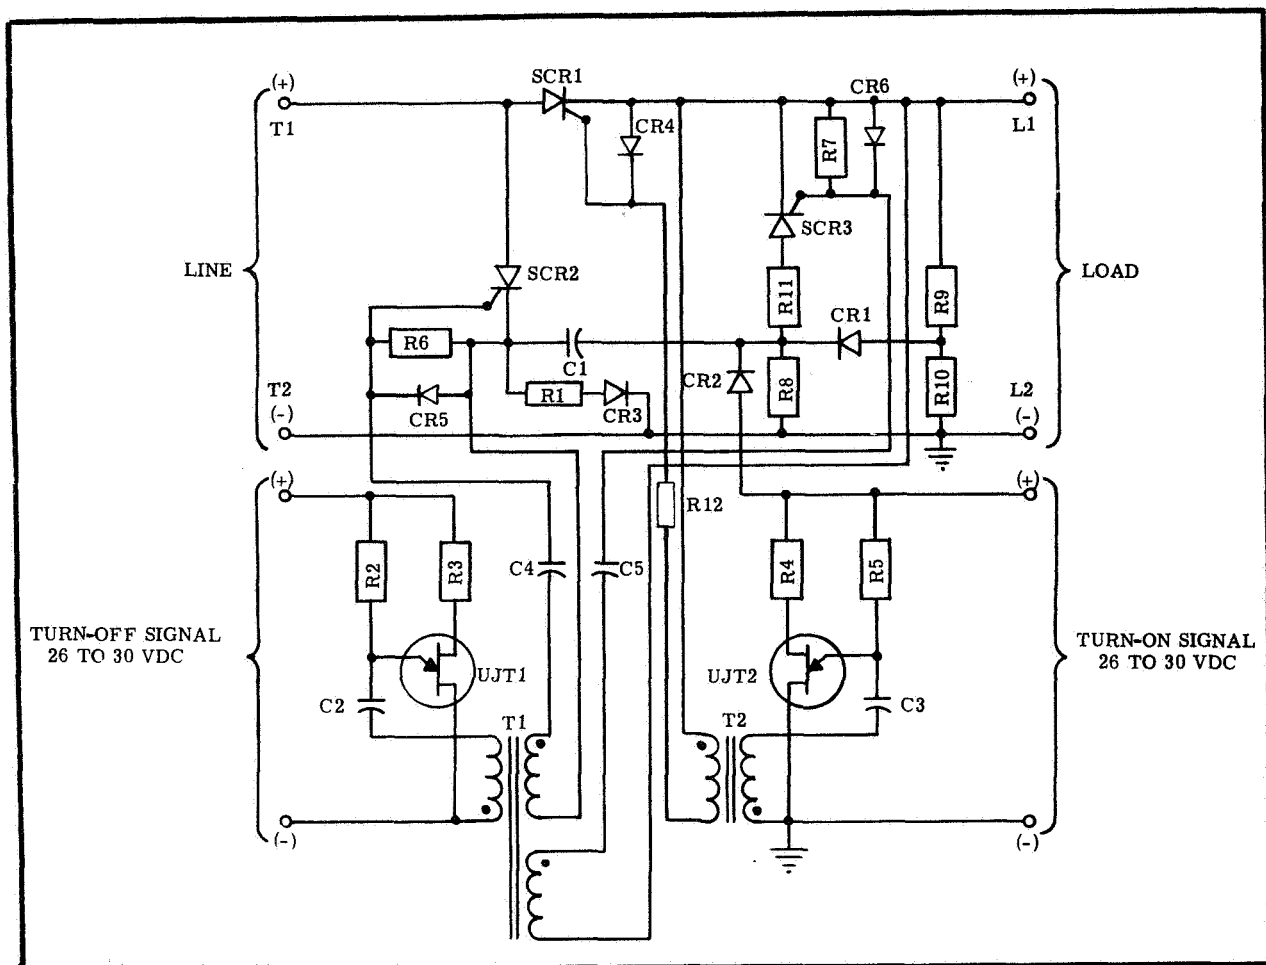 SCR1
CR6
(+)
(+)
T1
CR4
R7
L1
SCR3
LINE
SCR2
LOAD
R11
R9
CR1
R6
C1
CR2
R8
R10
T2
R1
L2
(-)
CR5
CR3
(-)
(+)
(+)
R12
R2
R3
C4
C5
R4
R5
TURN-OFF SIGNAL
26 TO 30 VDC
TURN-ON SIGNAL
26 TO 30 VDC
UJT1
UJT2
C2
T1
T2
C3
(-)
(-)